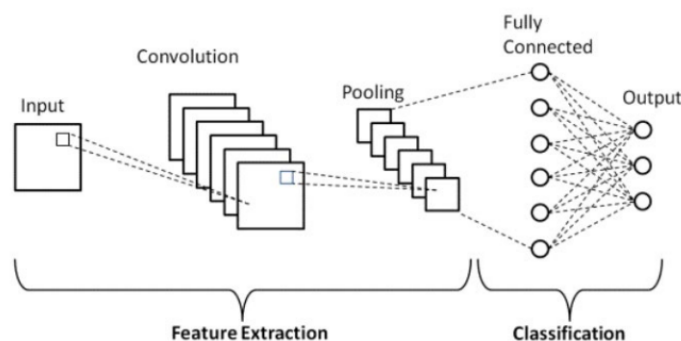 Input
Convolution
Pooling
Fully
Connected
Output
Feature Extraction
Classification